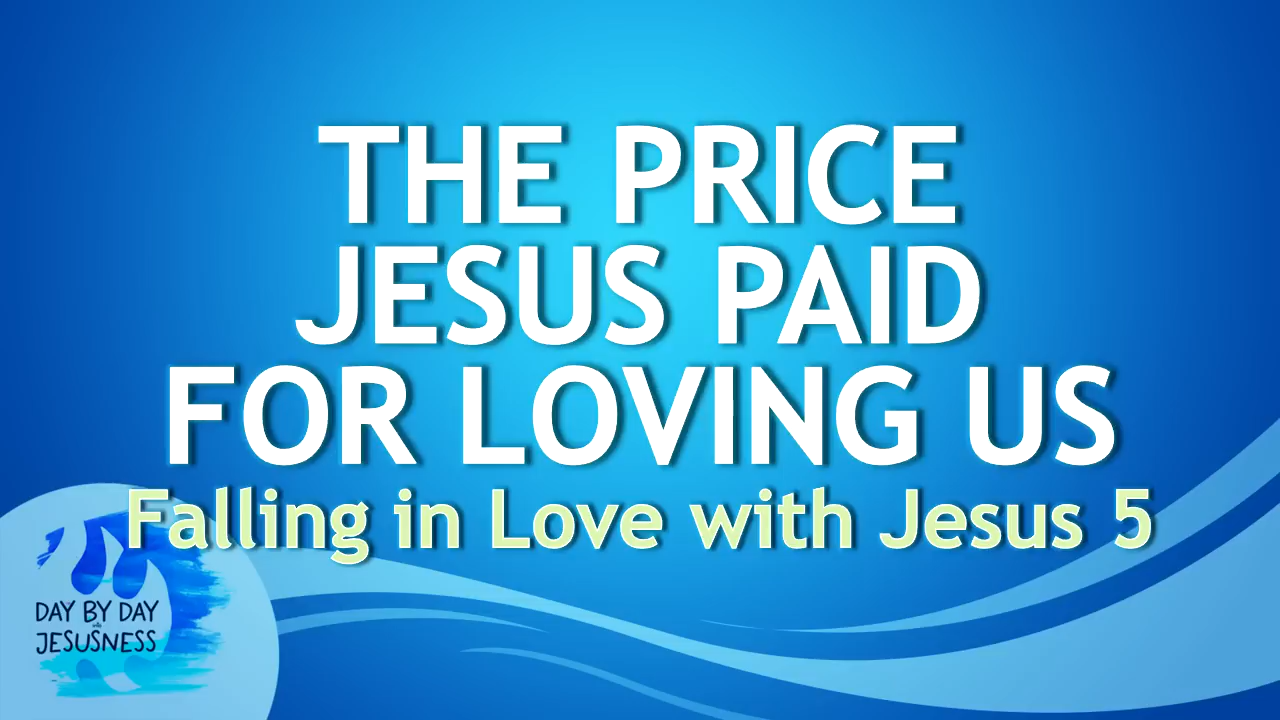 THE PRICE
JESUS PAID
FOR LOVING US
Falling in Love with Jesus 5
DAY BY DAY
JESUSNESS